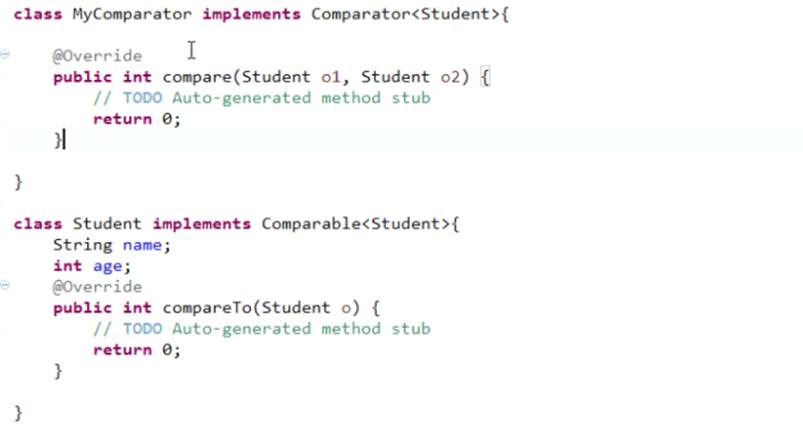 class MyComparator implements Comparator<Student>{
@Override
public int compare(Student o1, Student o2) {
// TODO Auto-generated method stub
return 0;
}
}
class Student implements Comparable<Student>{
String name;
int age;
@Override
public int compareTo(Student o) {
// TODO Auto-generated method stub
return 0;
}
}